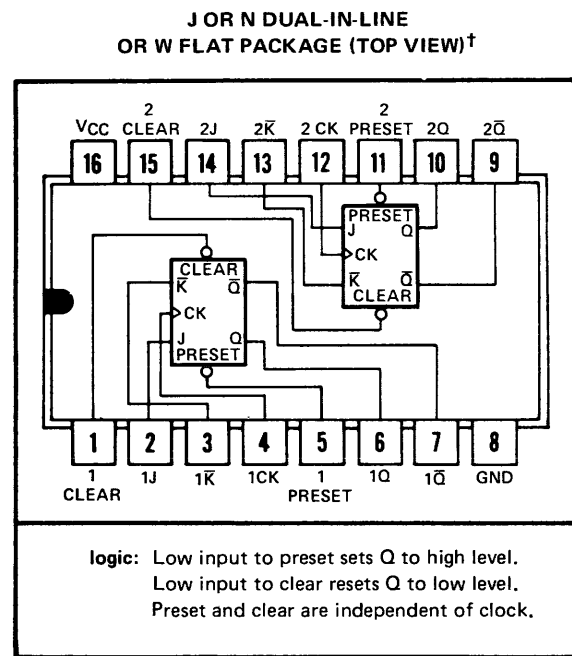 J OR N DUAL-IN-LINE
OR W FLAT PACKAGE (TOP VIEW)†
VCC 2 CLEAR 2J 2K̅ 2 CK 2 PRESET 2Q 2Q̅
16 15 14 13 12 11 10 9
PRESET
J Q
CK
K̅ Q̅
CLEAR
CLEAR
K̅ Q̅
CK
J Q
PRESET
1 2 3 4 5 6 7 8
1 CLEAR 1J 1K̅ 1CK 1 PRESET 1Q 1Q̅ GND
logic: Low input to preset sets Q to high level.
Low input to clear resets Q to low level.
Preset and clear are independent of clock.